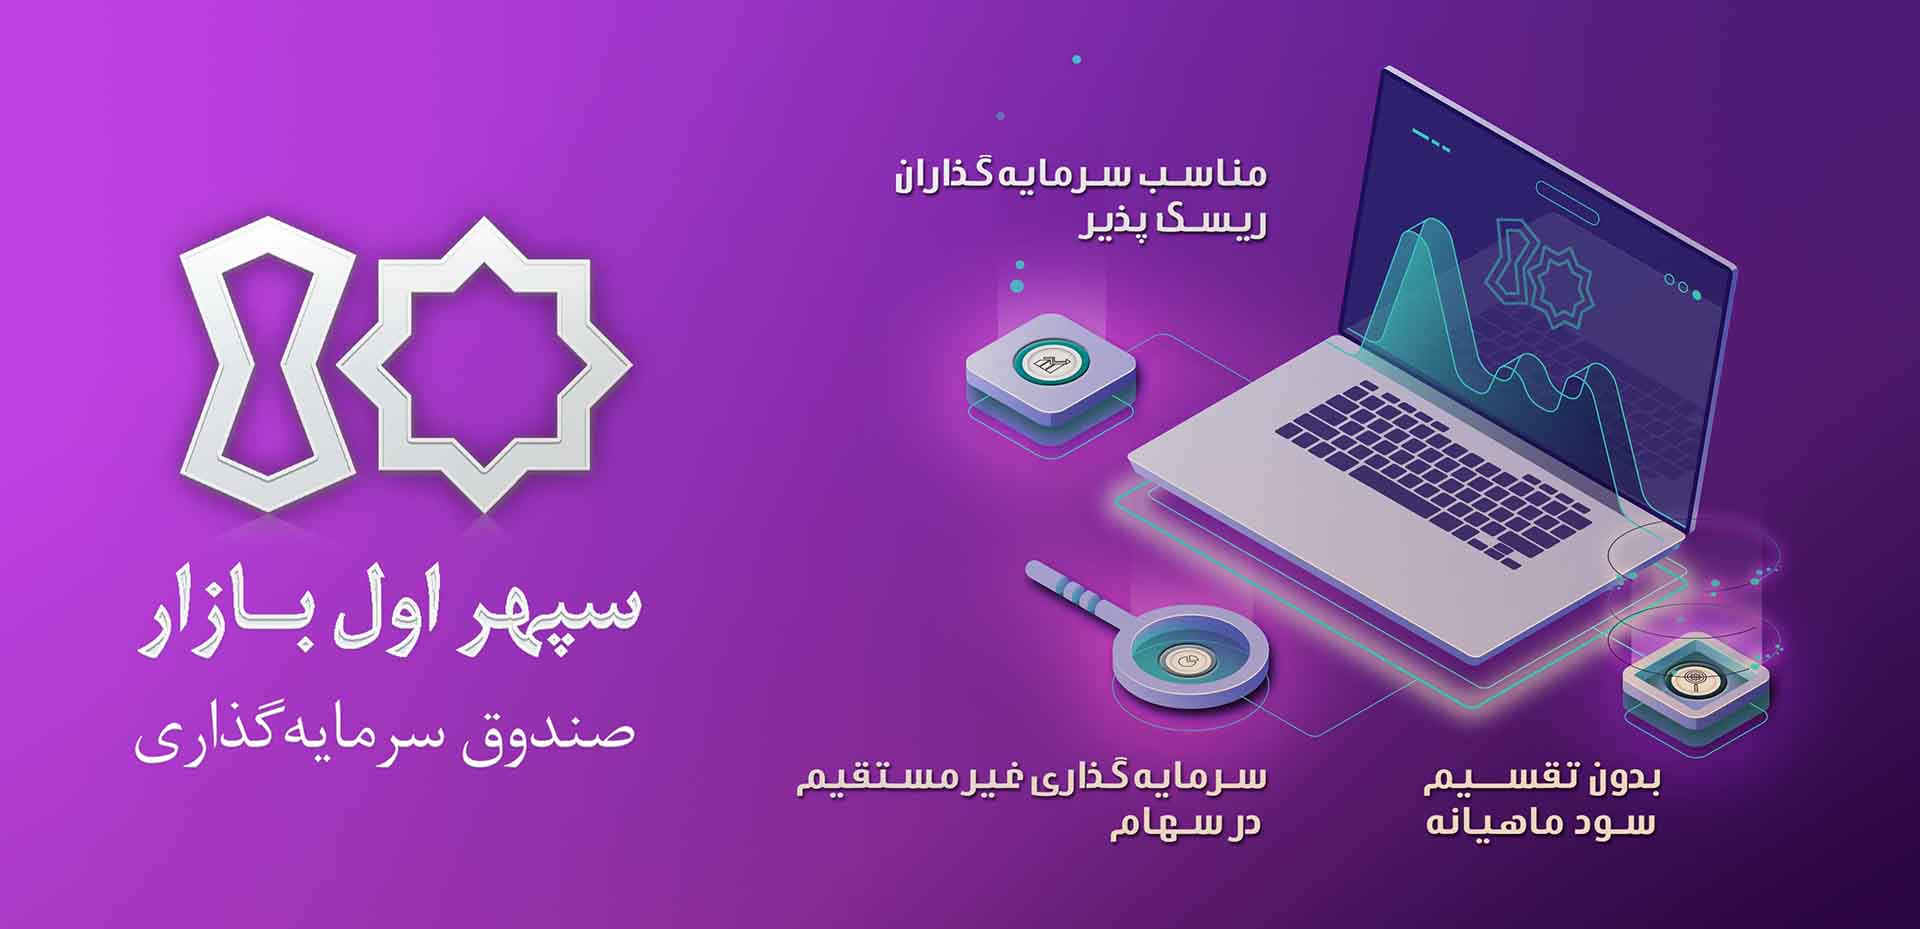 مناسب سرمایه‌گذاران
ریسک پذیر
سپهر اول بازار
صندوق سرمایه‌گذاری
بدون تقسیم
سود ماهیانه
سرمایه‌گذاری غیر مستقیم
در سهام